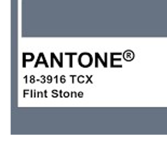 PANTONE®
18-3916 TCX
Flint Stone